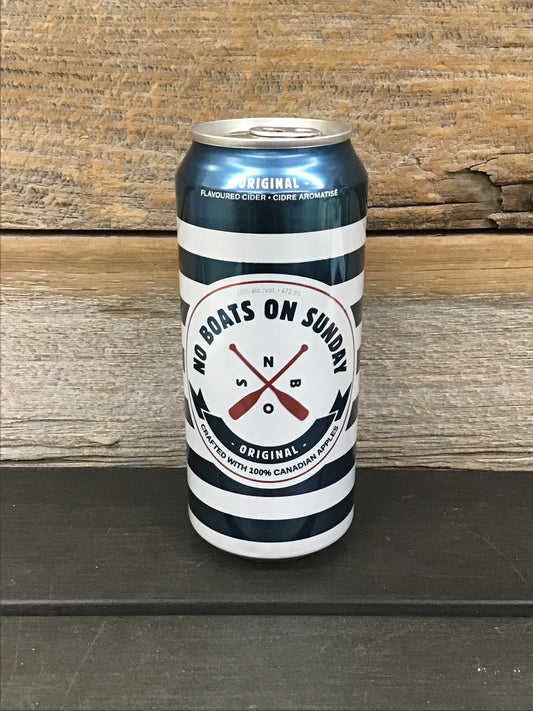 ORIGINAL
FLAVOURED CIDER • CIDRE AROMATISÉ
alc./vol. • 473 mL
NO BOATS ON SUNDAY
N
S B
O
- ORIGINAL -
CRAFTED WITH 100% CANADIAN APPLES